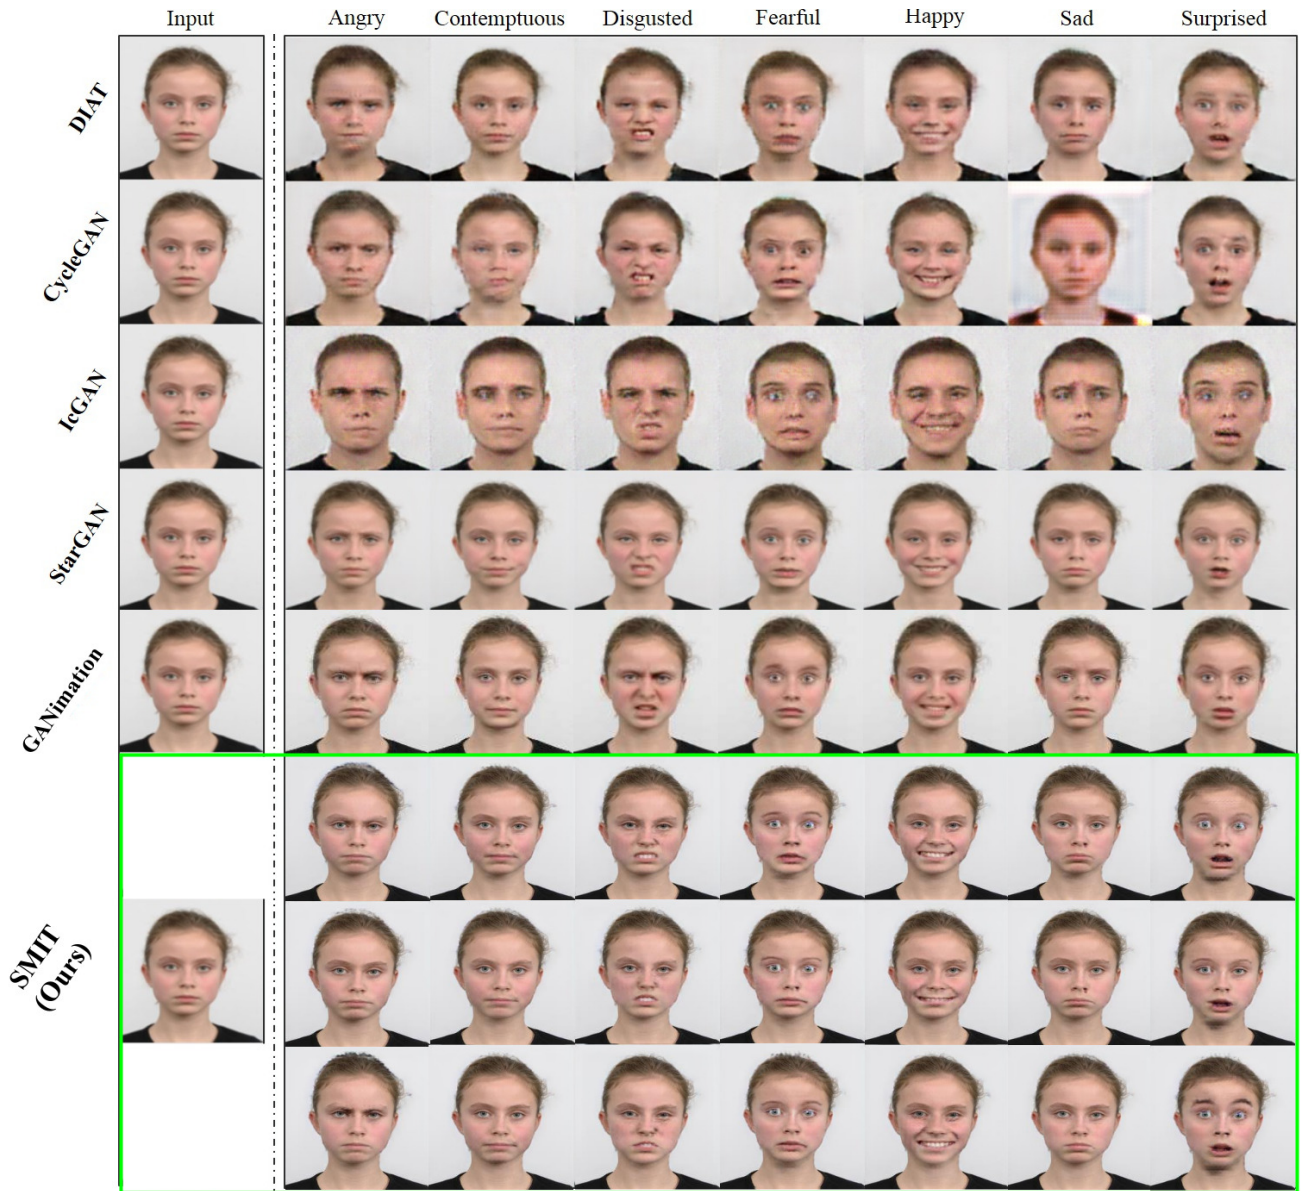 Input Angry Contemptuous Disgusted Fearful Happy Sad Surprised
DIAT
CycleGAN
IcGAN
StarGAN
GANimation
SMIT
(Ours)